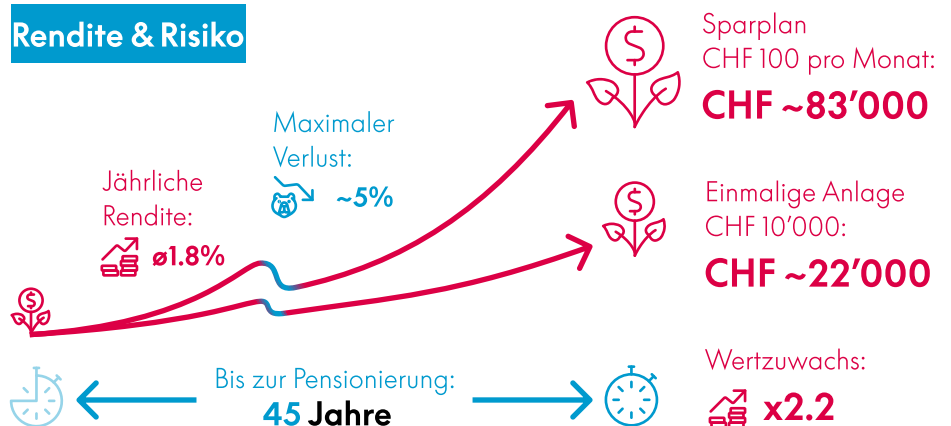 Rendite & Risiko
Jährliche
Rendite:
ø1.8%
Maximaler
Verlust:
~5%
$
Sparplan
CHF 100 pro Monat:
CHF ~83’000
$
Einmalige Anlage
CHF 10’000:
CHF ~22’000
$
Bis zur Pensionierung:
45 Jahre
Wertzuwachs:
x2.2